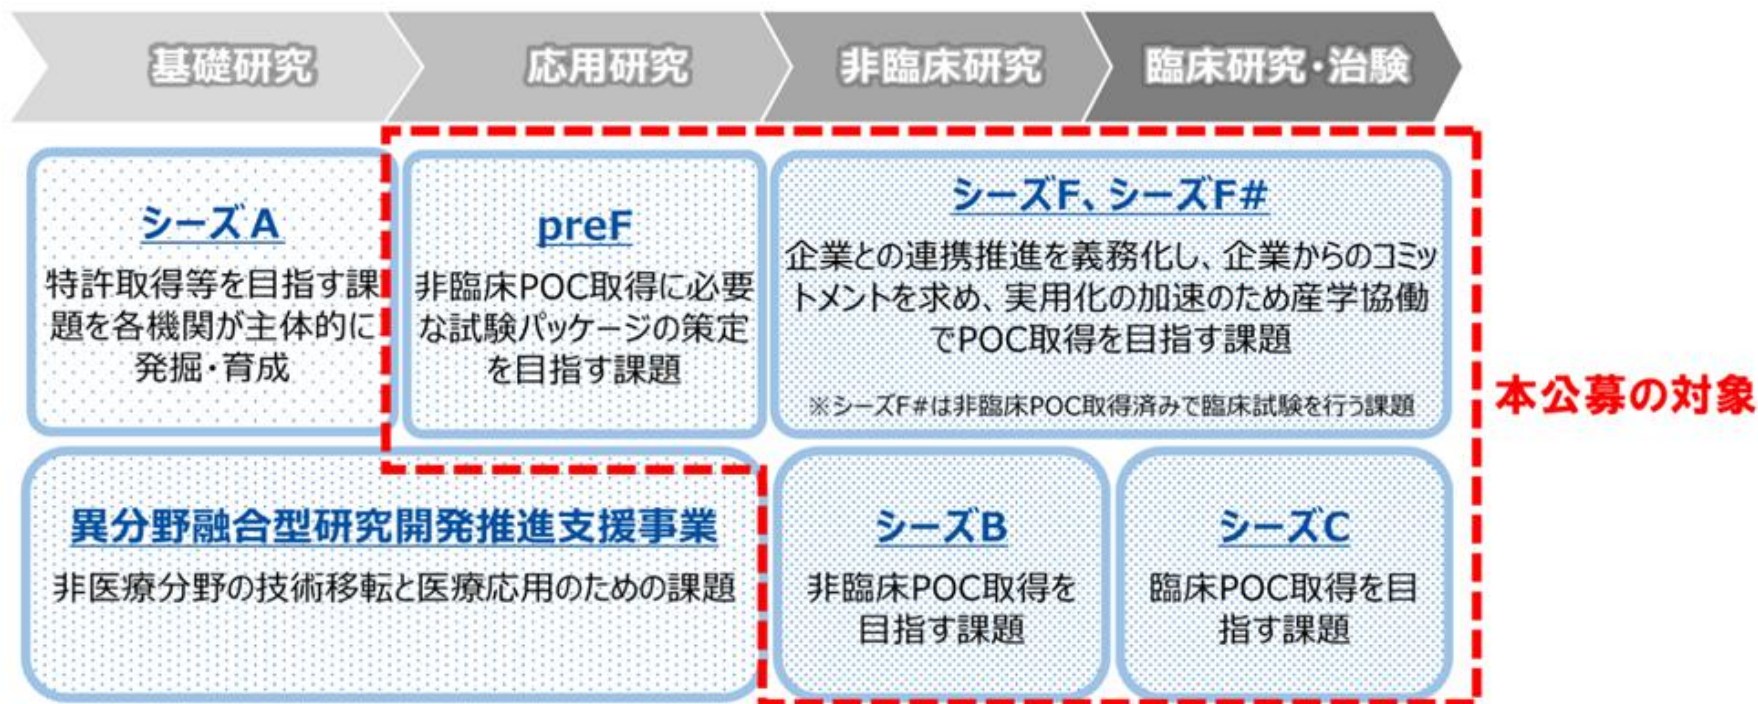 基礎研究
応用研究
非臨床研究
臨床研究・治験
シーズA
特許取得等を目指す課
題を各機関が主体的に
発掘・育成
preF
非臨床POC取得に必要
な試験パッケージの策定
を目指す課題
シーズF、シーズF#
企業との連携推進を義務化し、企業からのコミッ
トメントを求め、実用化の加速のため産学協働
でPOC取得を目指す課題
※シーズF#は非臨床POC取得済みで臨床試験を行う課題
本公募の対象
異分野融合型研究開発推進支援事業
非医療分野の技術移転と医療応用のための課題
シーズB
非臨床POC取得を
目指す課題
シーズC
臨床POC取得を目
指す課題